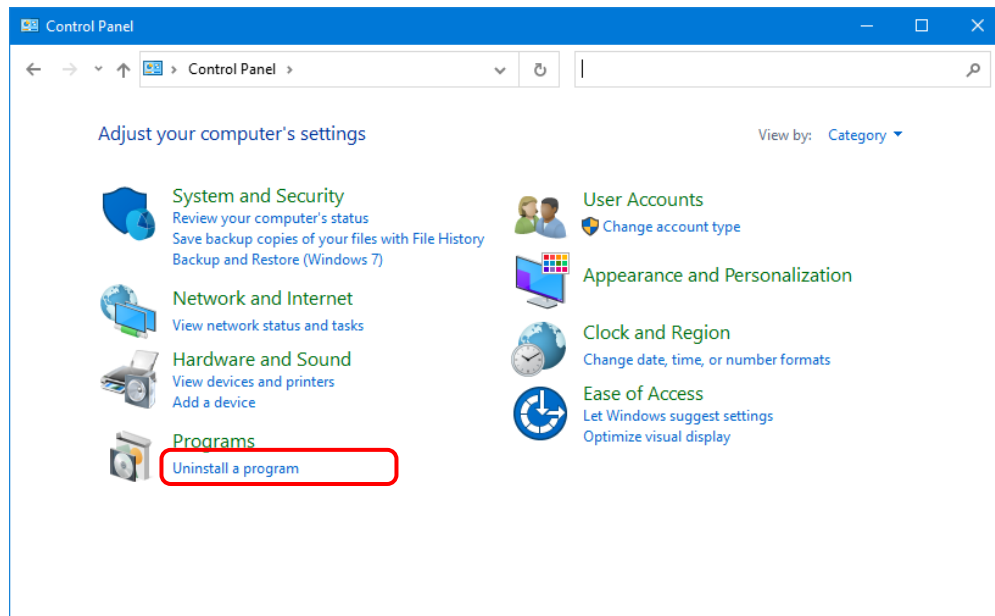 Control Panel
Control Panel
Adjust your computer's settings
View by: Category
System and Security
Review your computer's status
Save backup copies of your files with File History
Backup and Restore (Windows 7)
Network and Internet
View network status and tasks
Hardware and Sound
View devices and printers
Add a device
Programs
Uninstall a program
User Accounts
Change account type
Appearance and Personalization
Clock and Region
Change date, time, or number formats
Ease of Access
Let Windows suggest settings
Optimize visual display